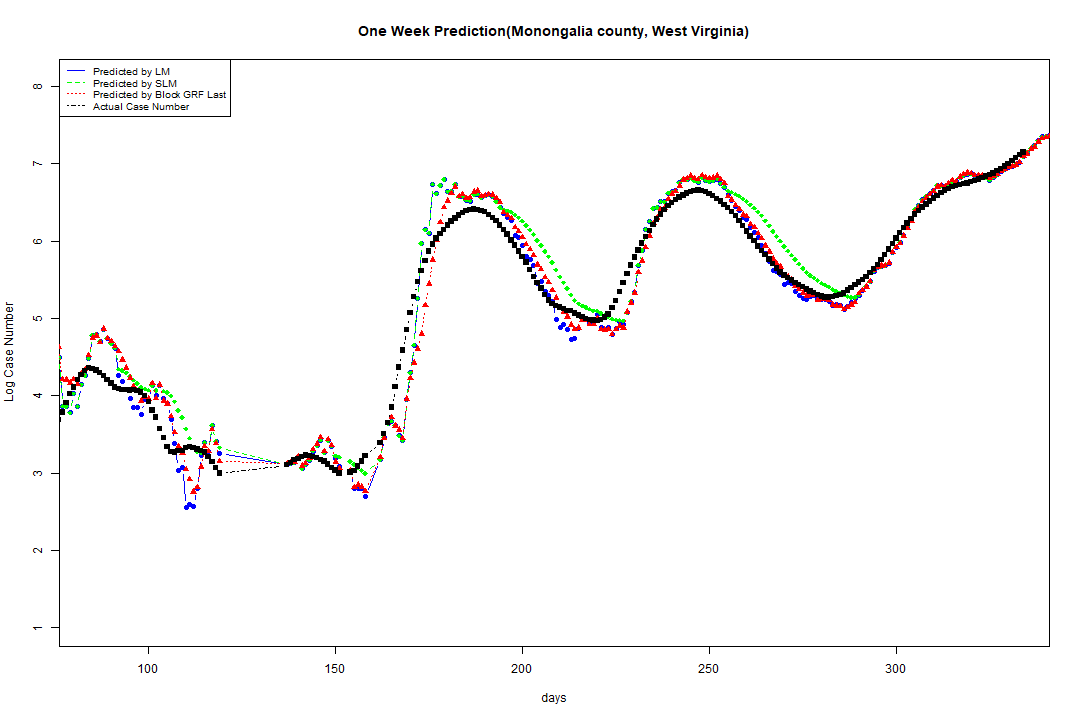 One Week Prediction(Monongalia county, West Virginia)
Predicted by LM
Predicted by SLM
Predicted by Block GRF Last
Actual Case Number
8
7
6
5
4
3
2
1
Log Case Number
100 150 200 250 300
days